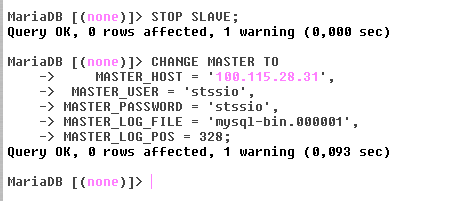 MariaDB [(none)]> STOP SLAVE;
Query OK, 0 rows affected, 1 warning (0,000 sec)
MariaDB [(none)]> CHANGE MASTER TO
-> MASTER_HOST = '100.115.28.31',
-> MASTER_USER = 'stssio',
-> MASTER_PASSWORD = 'stssio',
-> MASTER_LOG_FILE = 'mysql-bin.000001',
-> MASTER_LOG_POS = 328;
Query OK, 0 rows affected, 1 warning (0,093 sec)
MariaDB [(none)]>